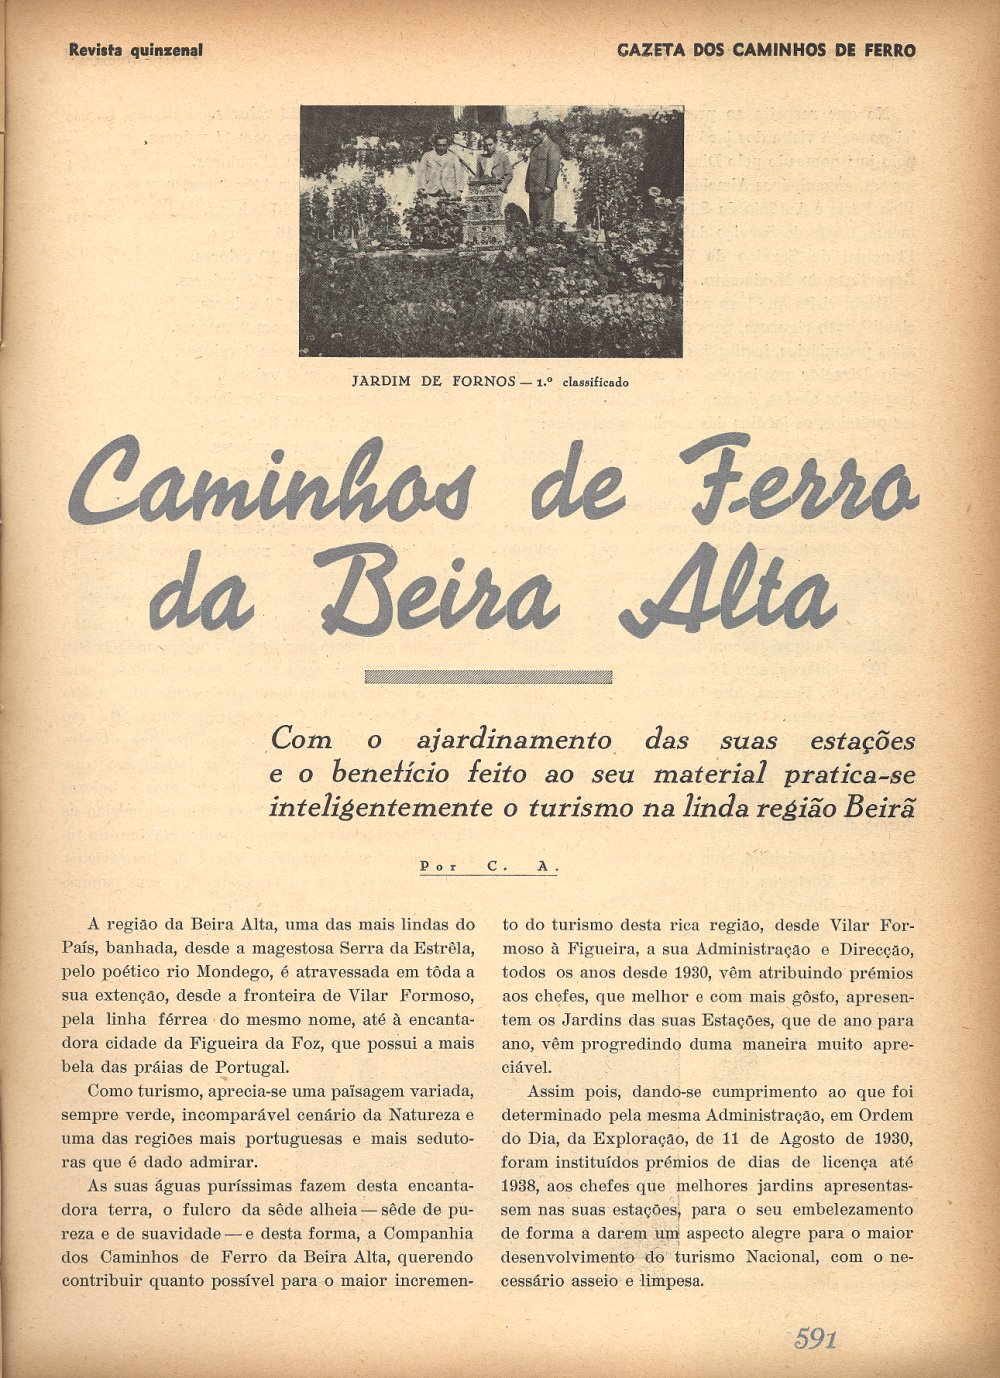 Revista quinzenal
GAZETA DOS CAMINHOS DE FERRO
JARDIM DE FORNOS — 1.º classificado
Caminhos de Ferro
da Beira Alta
Com o ajardinamento das suas estações
e o benefício feito ao seu material pratica-se
inteligentemente o turismo na linda região Beirã
Por C. A.
A região da Beira Alta, uma das mais lindas do
País, banhada, desde a magestosa Serra da Estrêla,
pelo poético rio Mondego, é atravessada em tôda a
sua extenção, desde a fronteira de Vilar Formoso,
pela linha férrea do mesmo nome, até à encanta-
dora cidade da Figueira da Foz, que possui a mais
bela das práias de Portugal.
Como turismo, aprecia-se uma païsagem variada,
sempre verde, incomparável cenário da Natureza e
uma das regiões mais portuguesas e mais seduto-
ras que é dado admirar.
As suas águas puríssimas fazem desta encanta-
dora terra, o fulcro da sêde alheia — sêde de pu-
reza e de suavidade — e desta forma, a Companhia
dos Caminhos de Ferro da Beira Alta, querendo
contribuir quanto possível para o maior incremen-
to do turismo desta rica região, desde Vilar For-
moso à Figueira, a sua Administração e Direcção,
todos os anos desde 1930, vêm atribuindo prémios
aos chefes, que melhor e com mais gôsto, apresen-
tem os Jardins das suas Estações, que de ano para
ano, vêm progredindo duma maneira muito apre-
ciável.
Assim pois, dando-se cumprimento ao que foi
determinado pela mesma Administração, em Ordem
do Dia, da Exploração, de 11 de Agosto de 1930,
foram instituídos prémios de dias de licença até
1938, aos chefes que melhores jardins apresentas-
sem nas suas estações, para o seu embelezamento
de forma a darem um aspecto alegre para o maior
desenvolvimento do turismo Nacional, com o ne-
cessário asseio e limpesa.
591